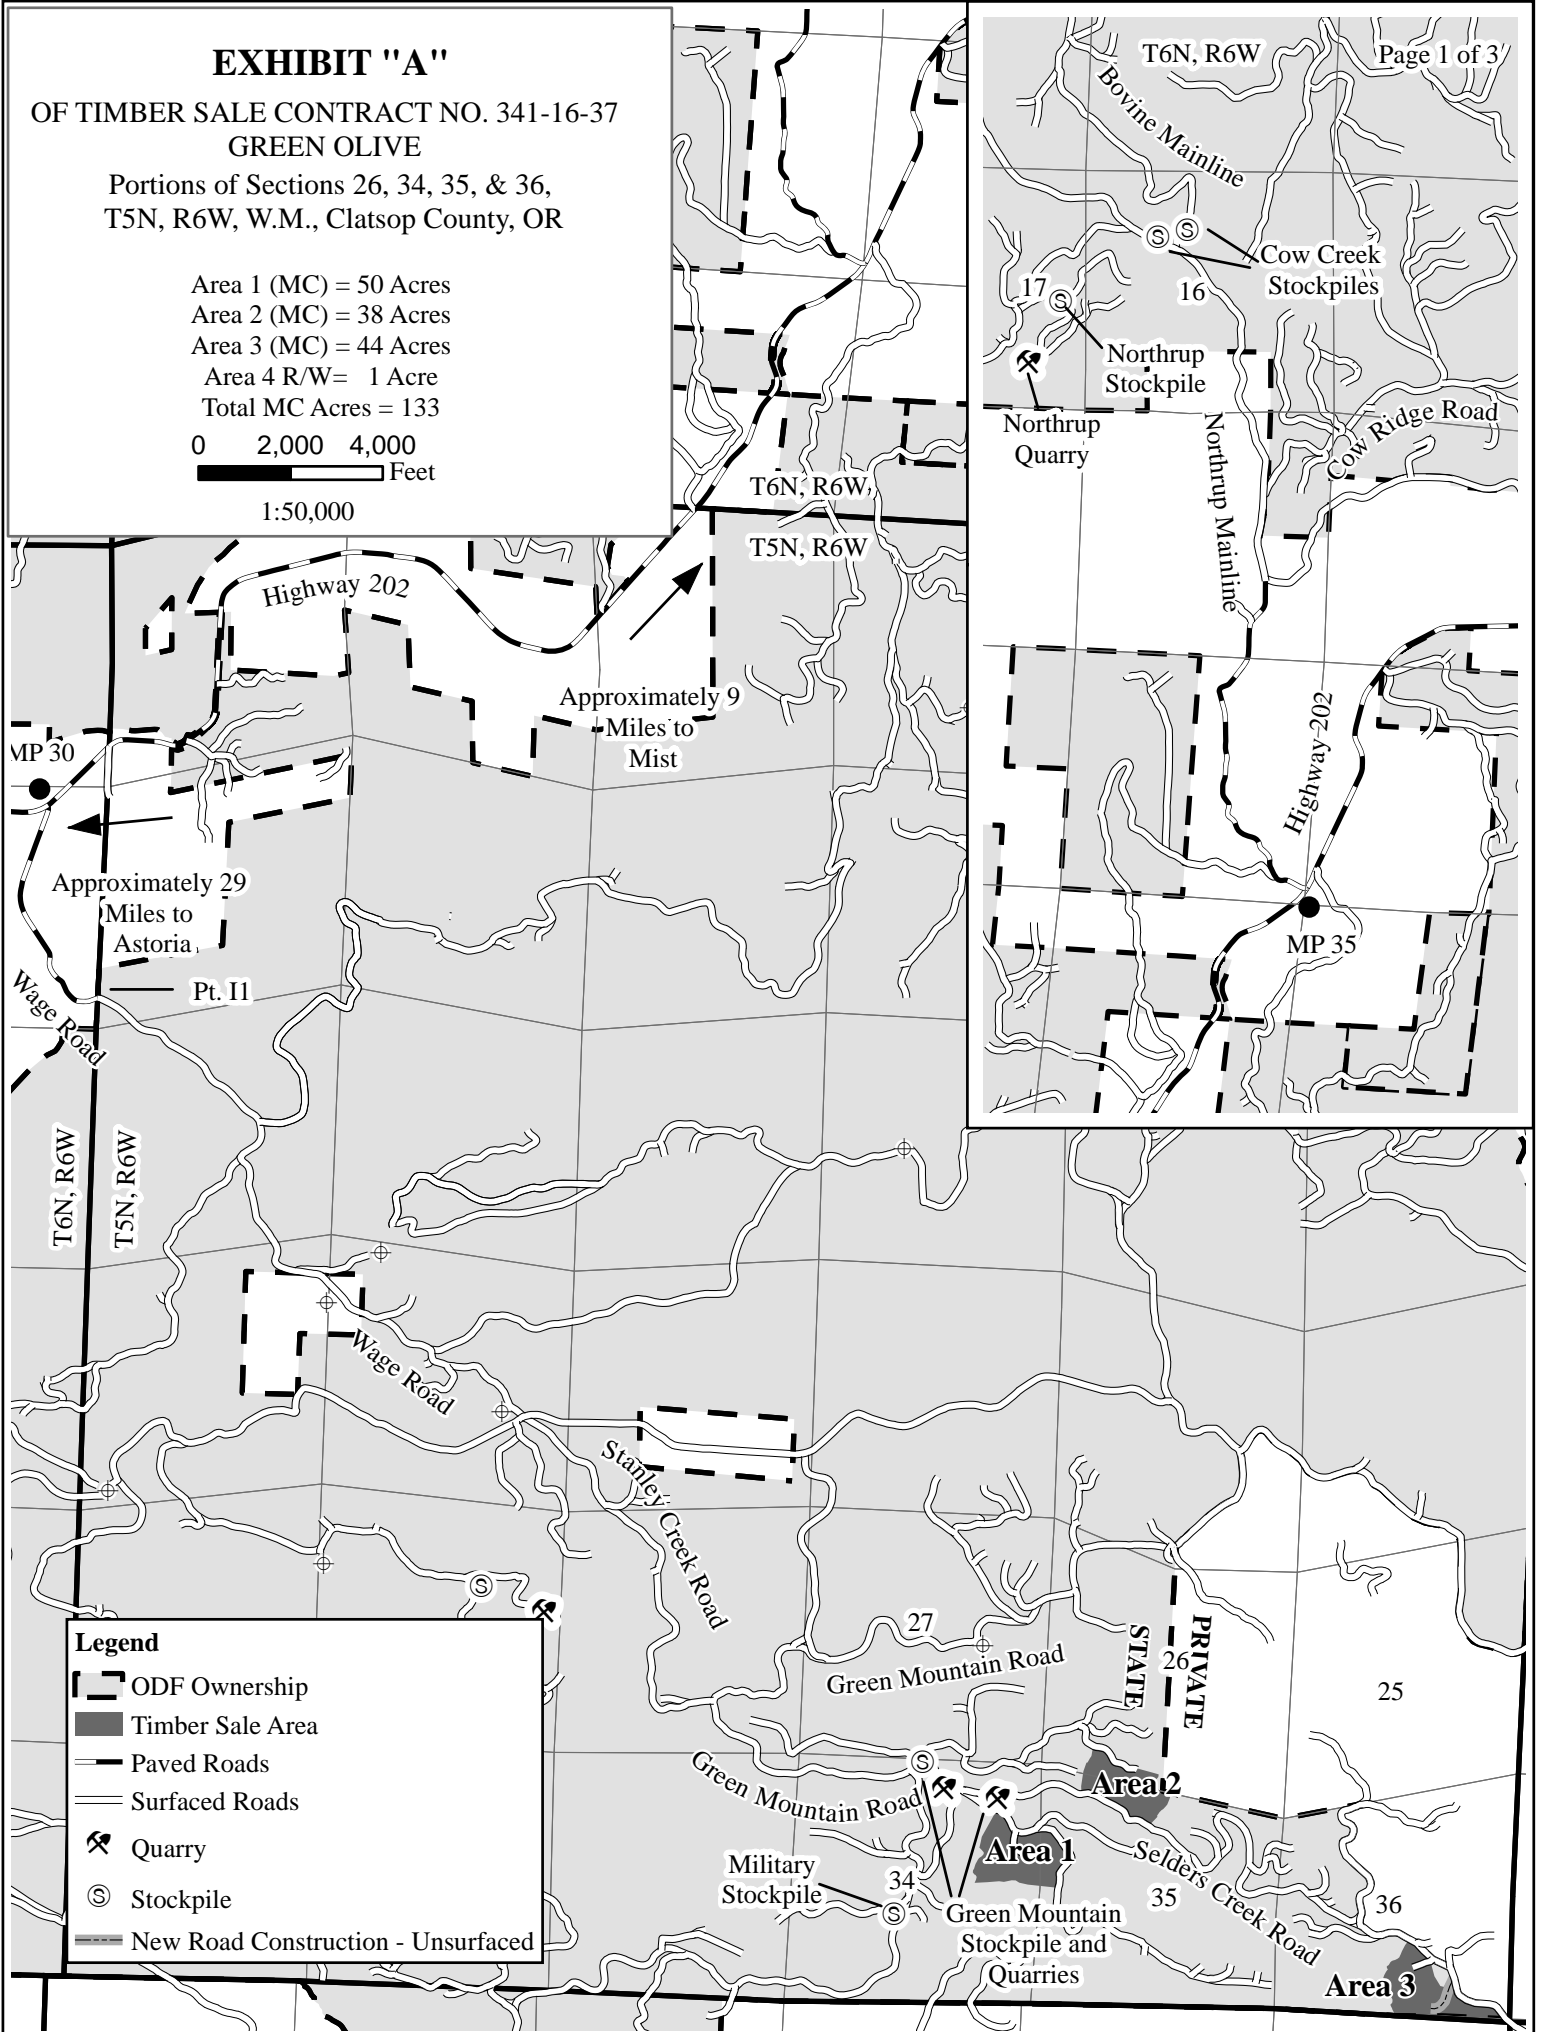 EXHIBIT "A"
OF TIMBER SALE CONTRACT NO. 341-16-37
GREEN OLIVE
Portions of Sections 26, 34, 35, & 36,
T5N, R6W, W.M., Clatsop County, OR
Area 1 (MC) = 50 Acres
Area 2 (MC) = 38 Acres
Area 3 (MC) = 44 Acres
Area 4 R/W= 1 Acre
Total MC Acres = 133
0 2,000 4,000
Feet
1:50,000
T6N, R6W
Page 1 of 3
Bovine Mainline
S
S
Cow Creek
Stockpiles
17
S
16
Northrup
Stockpile
Northrup
Quarry
Northrup Mainline
Cow Ridge Road
Highway 202
MP 35
T6N, R6W
T5N, R6W
Highway 202
Approximately 9
Miles to
Mist
MP 30
Approximately 29
Miles to
Astoria
Pt. I1
Wage Road
T6N, R6W
T5N, R6W
Wage Road
Stanley Creek Road
S
27
Green Mountain Road
STATE
26
PRIVATE
25
Green Mountain Road
S
Area 2
Area 1
Selders Creek Road
Military
Stockpile
34
S
35
36
Green Mountain
Stockpile and
Quarries
Area 3
Legend
ODF Ownership
Timber Sale Area
Paved Roads
Surfaced Roads
Quarry
S Stockpile
New Road Construction - Unsurfaced